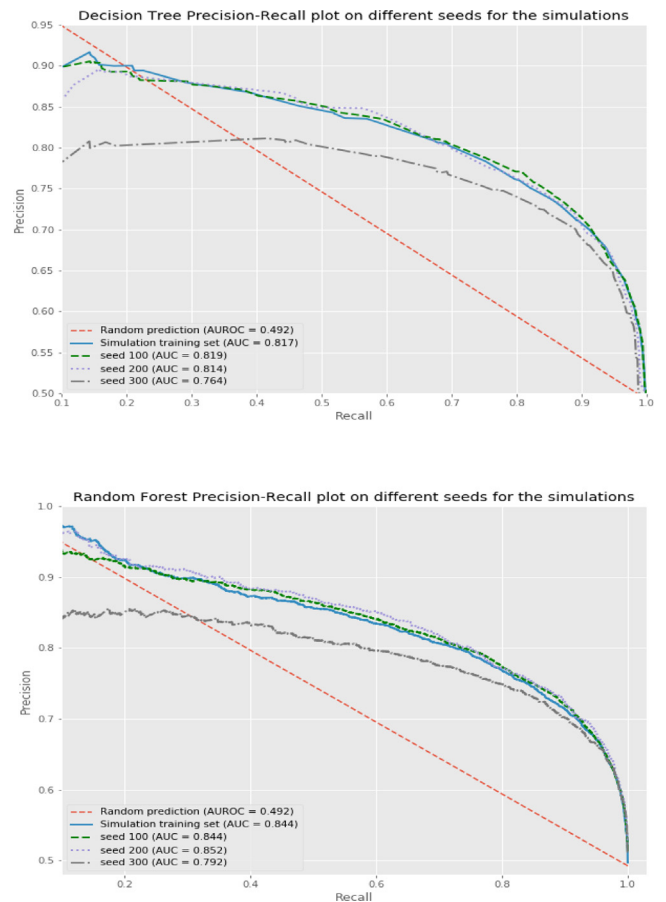 Decision Tree Precision-Recall plot on different seeds for the simulations
0.95
0.90
0.85
0.80
0.75
0.70
0.65
0.60
0.55
0.50
Precision
Random prediction (AUROC = 0.492)
Simulation training set (AUC = 0.817)
seed 100 (AUC = 0.819)
seed 200 (AUC = 0.814)
seed 300 (AUC = 0.764)
0.1 0.2 0.3 0.4 0.5 0.6 0.7 0.8 0.9 1.0
Recall
Random Forest Precision-Recall plot on different seeds for the simulations
1.0
0.9
0.8
0.7
0.6
0.5
Precision
Random prediction (AUROC = 0.492)
Simulation training set (AUC = 0.844)
seed 100 (AUC = 0.844)
seed 200 (AUC = 0.852)
seed 300 (AUC = 0.792)
0.2 0.4 0.6 0.8 1.0
Recall